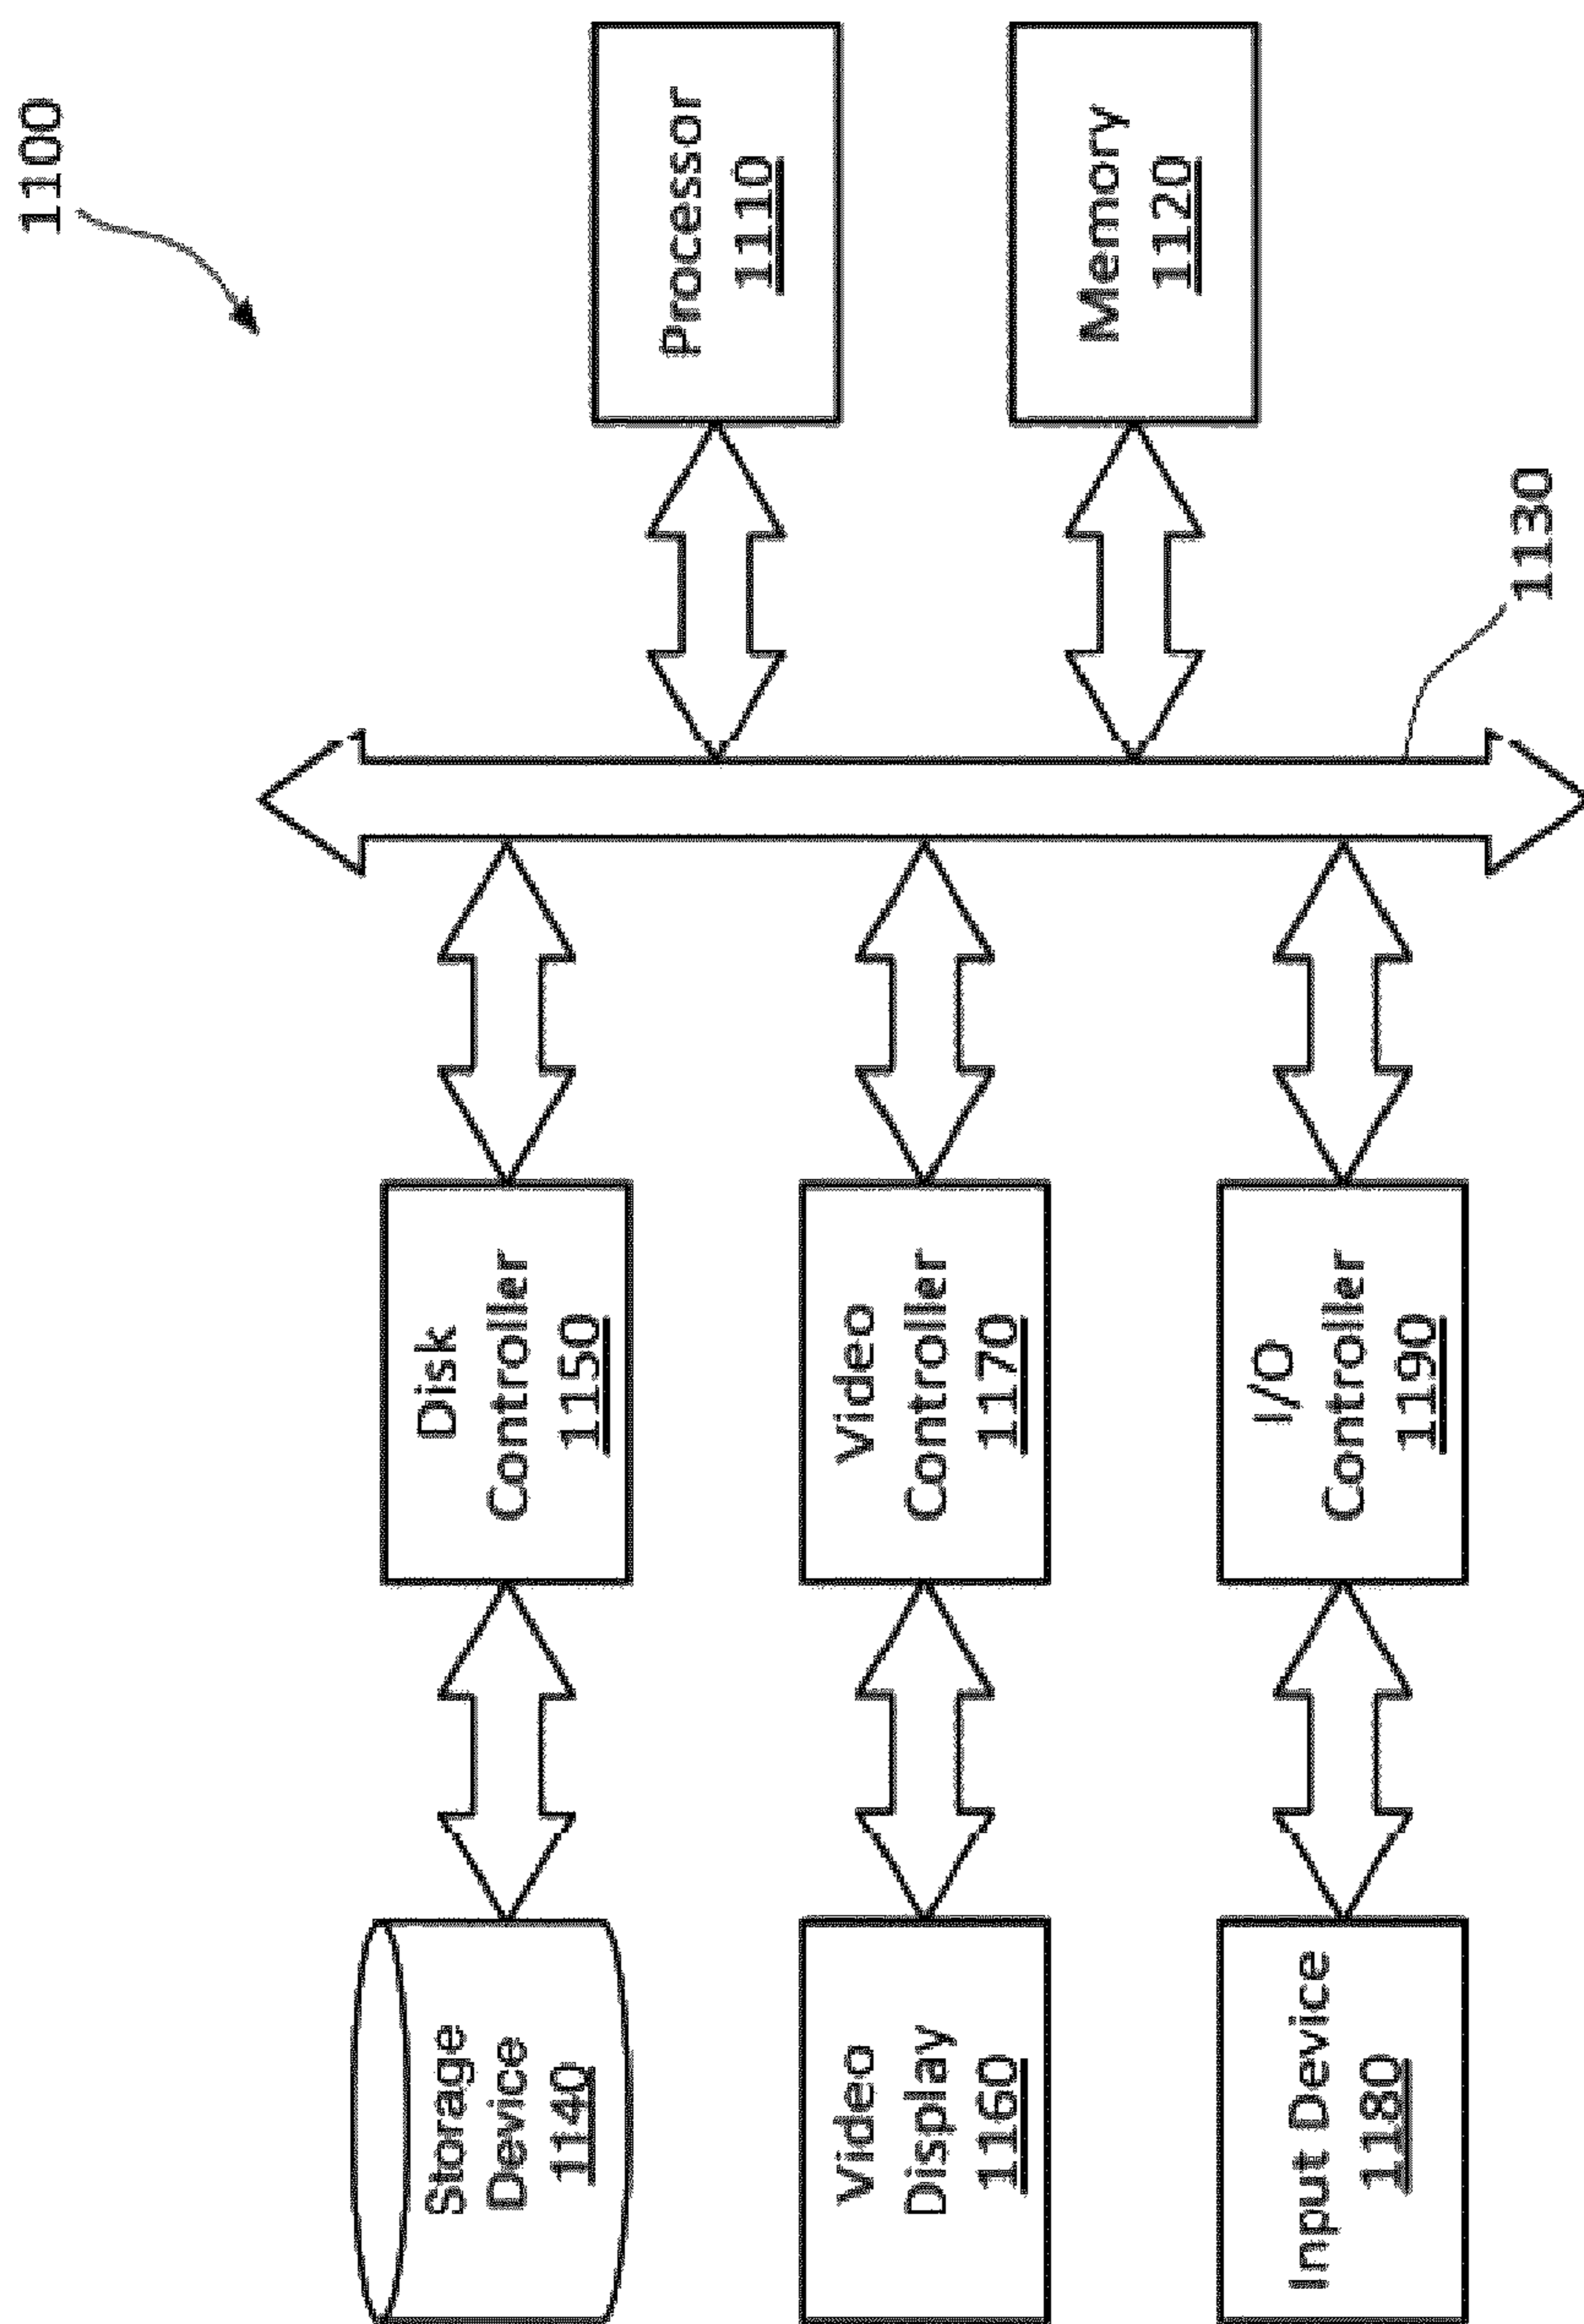 1100
Storage
Device
1140
Disk
Controller
1150
Processor
1110
Video
Display
1160
Video
Controller
1170
Memory
1120
Input Device
1180
I/O
Controller
1190
1130